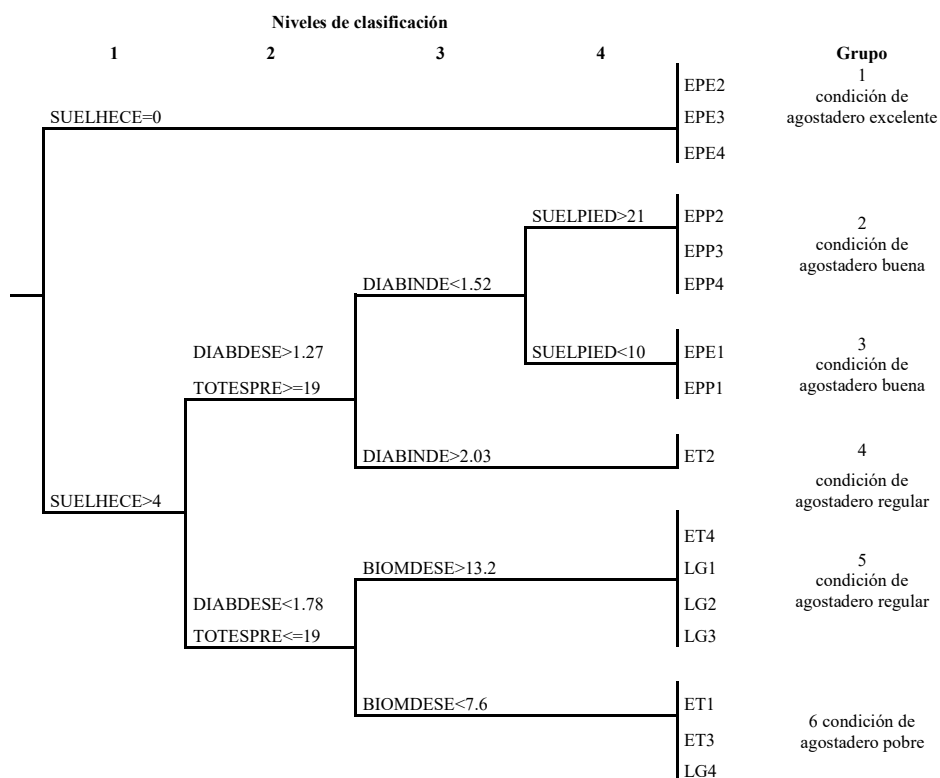 Niveles de clasificación
1 2 3 4 Grupo
EPE2
1
condición de
agostadero excelente
SUELHECE=0
EPE3
EPE4
SUELPIED>21
EPP2
EPP3
EPP4
2
condición de
agostadero buena
DIABINDE<1.52
DIABDESE>1.27
TOTESPRE>=19
SUELPIED<10
EPE1
EPP1
3
condición de
agostadero buena
DIABINDE>2.03
ET2
4
condición de
agostadero regular
SUELHECE>4
ET4
BIOMDESE>13.2
LG1
LG2
LG3
5
condición de
agostadero regular
DIABDESE<1.78
TOTESPRE<=19
BIOMDESE<7.6
ET1
ET3
LG4
6 condición de
agostadero pobre